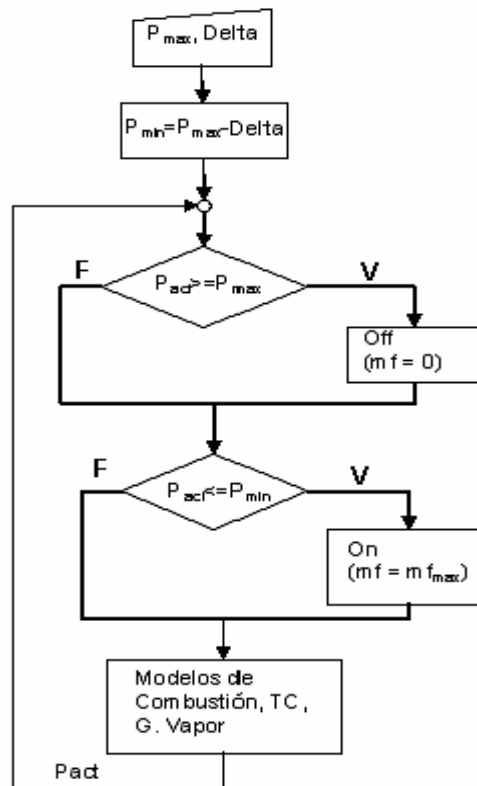 Pmax, Delta
Pmin=Pmax-Delta
F
Pact>=Pmax
V
Off
(mf = 0)
F
Pact<=Pmin
V
On
(mf = mfmax)
Modelos de
Combustión, TC ,
G. Vapor
Pact